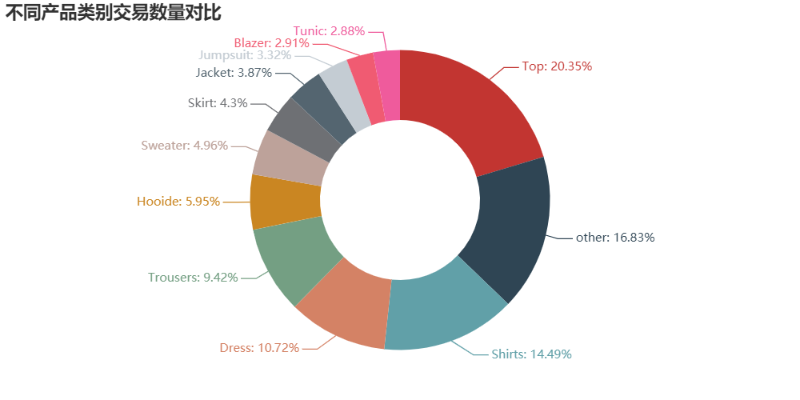 不同产品类别交易数量对比
Tunic: 2.88%
Blazer: 2.91%
Jumpsuit: 3.32%
Jacket: 3.87%
Skirt: 4.3%
Sweater: 4.96%
Hooide: 5.95%
Trousers: 9.42%
Dress: 10.72%
Top: 20.35%
other: 16.83%
Shirts: 14.49%